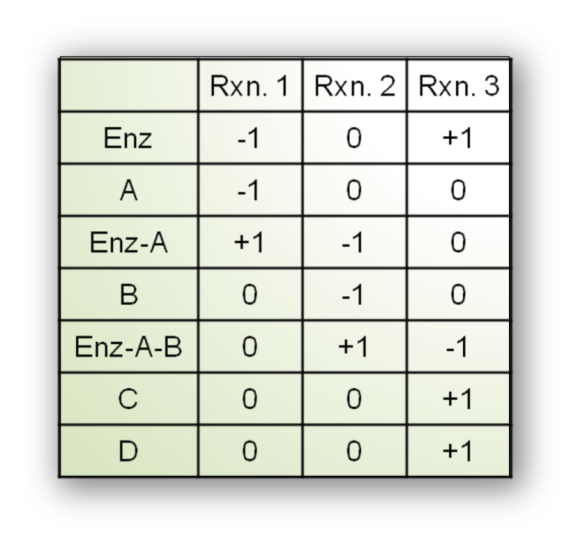 Rxn. 1 Rxn. 2 Rxn. 3
Enz -1 0 +1
A -1 0 0
Enz-A +1 -1 0
B 0 -1 0
Enz-A-B 0 +1 -1
C 0 0 +1
D 0 0 +1